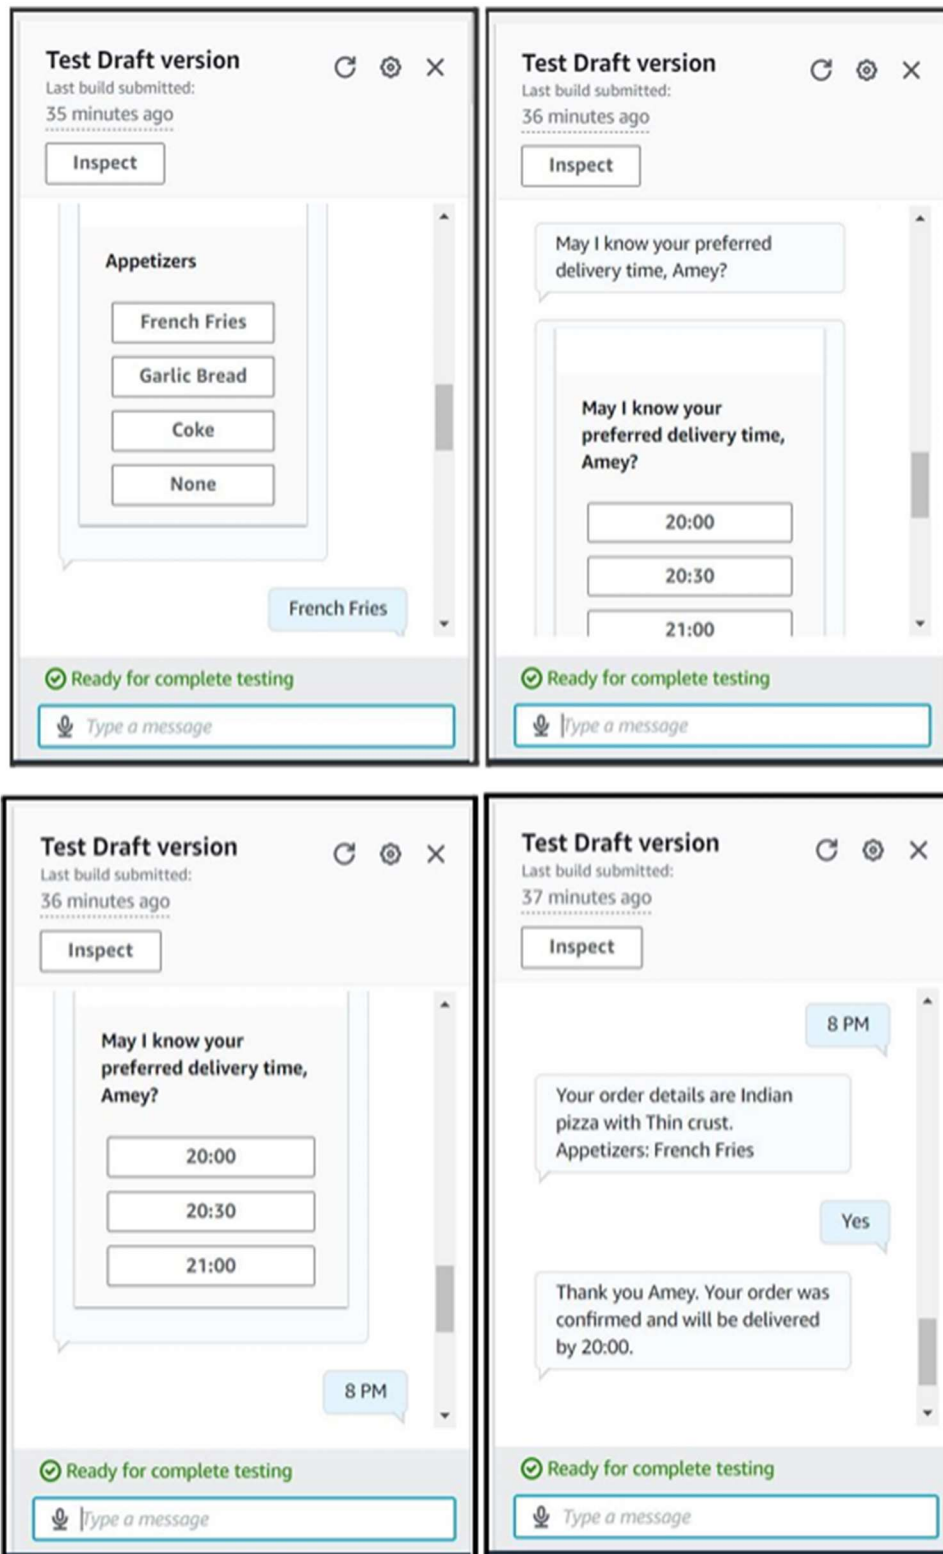 Test Draft version
Last build submitted:
35 minutes ago
Inspect
Appetizers
French Fries
Garlic Bread
Coke
None
French Fries
Ready for complete testing
Type a message
Test Draft version
Last build submitted:
36 minutes ago
Inspect
May I know your preferred
delivery time, Amey?
May I know your
preferred delivery time,
Amey?
20:00
20:30
21:00
Ready for complete testing
Type a message
Test Draft version
Last build submitted:
36 minutes ago
Inspect
May I know your
preferred delivery time,
Amey?
20:00
20:30
21:00
8 PM
Ready for complete testing
Type a message
Test Draft version
Last build submitted:
37 minutes ago
Inspect
8 PM
Your order details are Indian
pizza with Thin crust.
Appetizers: French Fries
Yes
Thank you Amey. Your order was
confirmed and will be delivered
by 20:00.
Ready for complete testing
Type a message